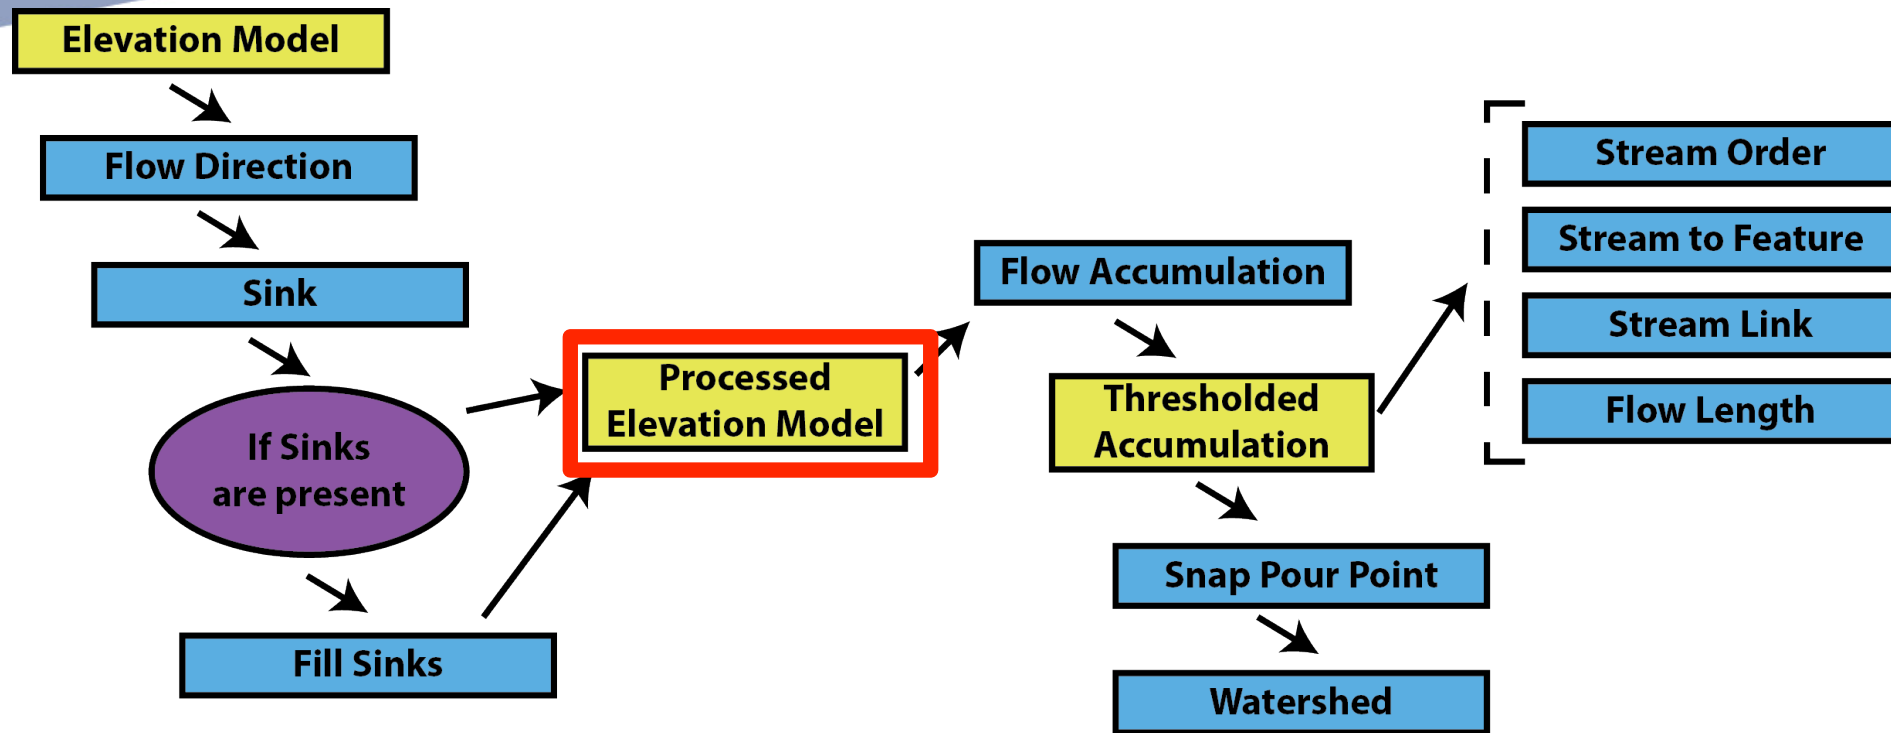 Elevation Model
Flow Direction
Sink
If Sinks
are present
Fill Sinks
Processed
Elevation Model
Flow Accumulation
Thresholded
Accumulation
Snap Pour Point
Watershed
Stream Order
Stream to Feature
Stream Link
Flow Length